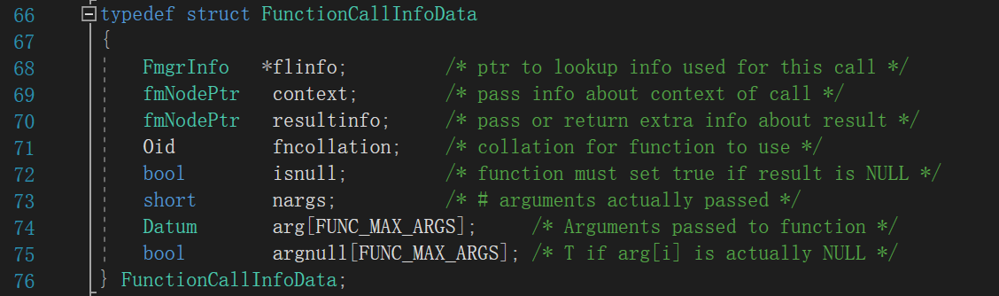 66 typedef struct FunctionCallInfoData
67 {
68 FmgrInfo *flinfo; /* ptr to lookup info used for this call */
69 fmNodePtr context; /* pass info about context of call */
70 fmNodePtr resultinfo; /* pass or return extra info about result */
71 Oid fncollation; /* collation for function to use */
72 bool isnull; /* function must set true if result is NULL */
73 short nargs; /* # arguments actually passed */
74 Datum arg[FUNC_MAX_ARGS]; /* Arguments passed to function */
75 bool argnull[FUNC_MAX_ARGS]; /* T if arg[i] is actually NULL */
76 } FunctionCallInfoData;